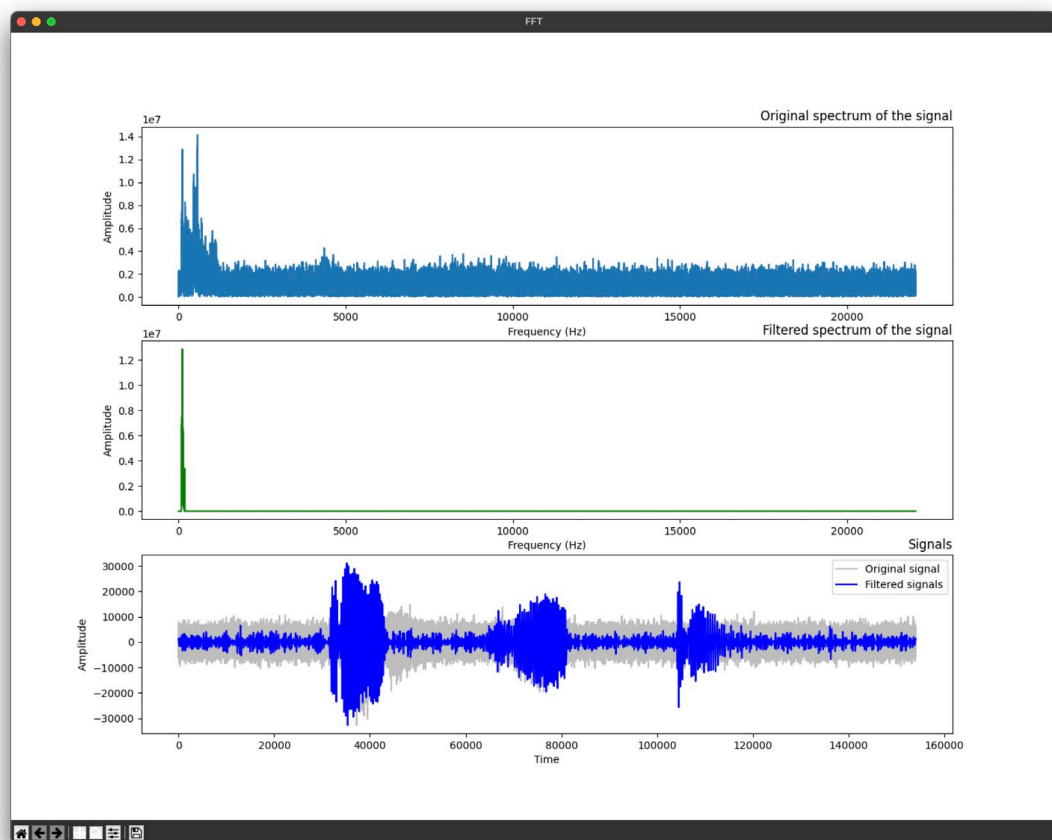 FFT
Original spectrum of the signal
1e7
1.4
1.2
1.0
0.8
0.6
0.4
0.2
0.0
Amplitude
0 5000 10000 15000 20000
Frequency (Hz)
Filtered spectrum of the signal
1e7
1.2
1.0
0.8
0.6
0.4
0.2
0.0
Amplitude
0 5000 10000 15000 20000
Frequency (Hz)
Signals
30000
20000
10000
0
−10000
−20000
−30000
Amplitude
Original signal
Filtered signals
0 20000 40000 60000 80000 100000 120000 140000 160000
Time